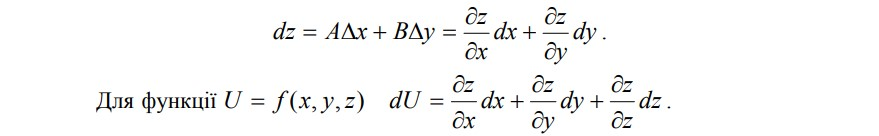 dz = AΔx + BΔy = ∂z/∂x dx + ∂z/∂y dy .
Для функції U = f(x, y, z) dU = ∂z/∂x dx + ∂z/∂y dy + ∂z/∂z dz .